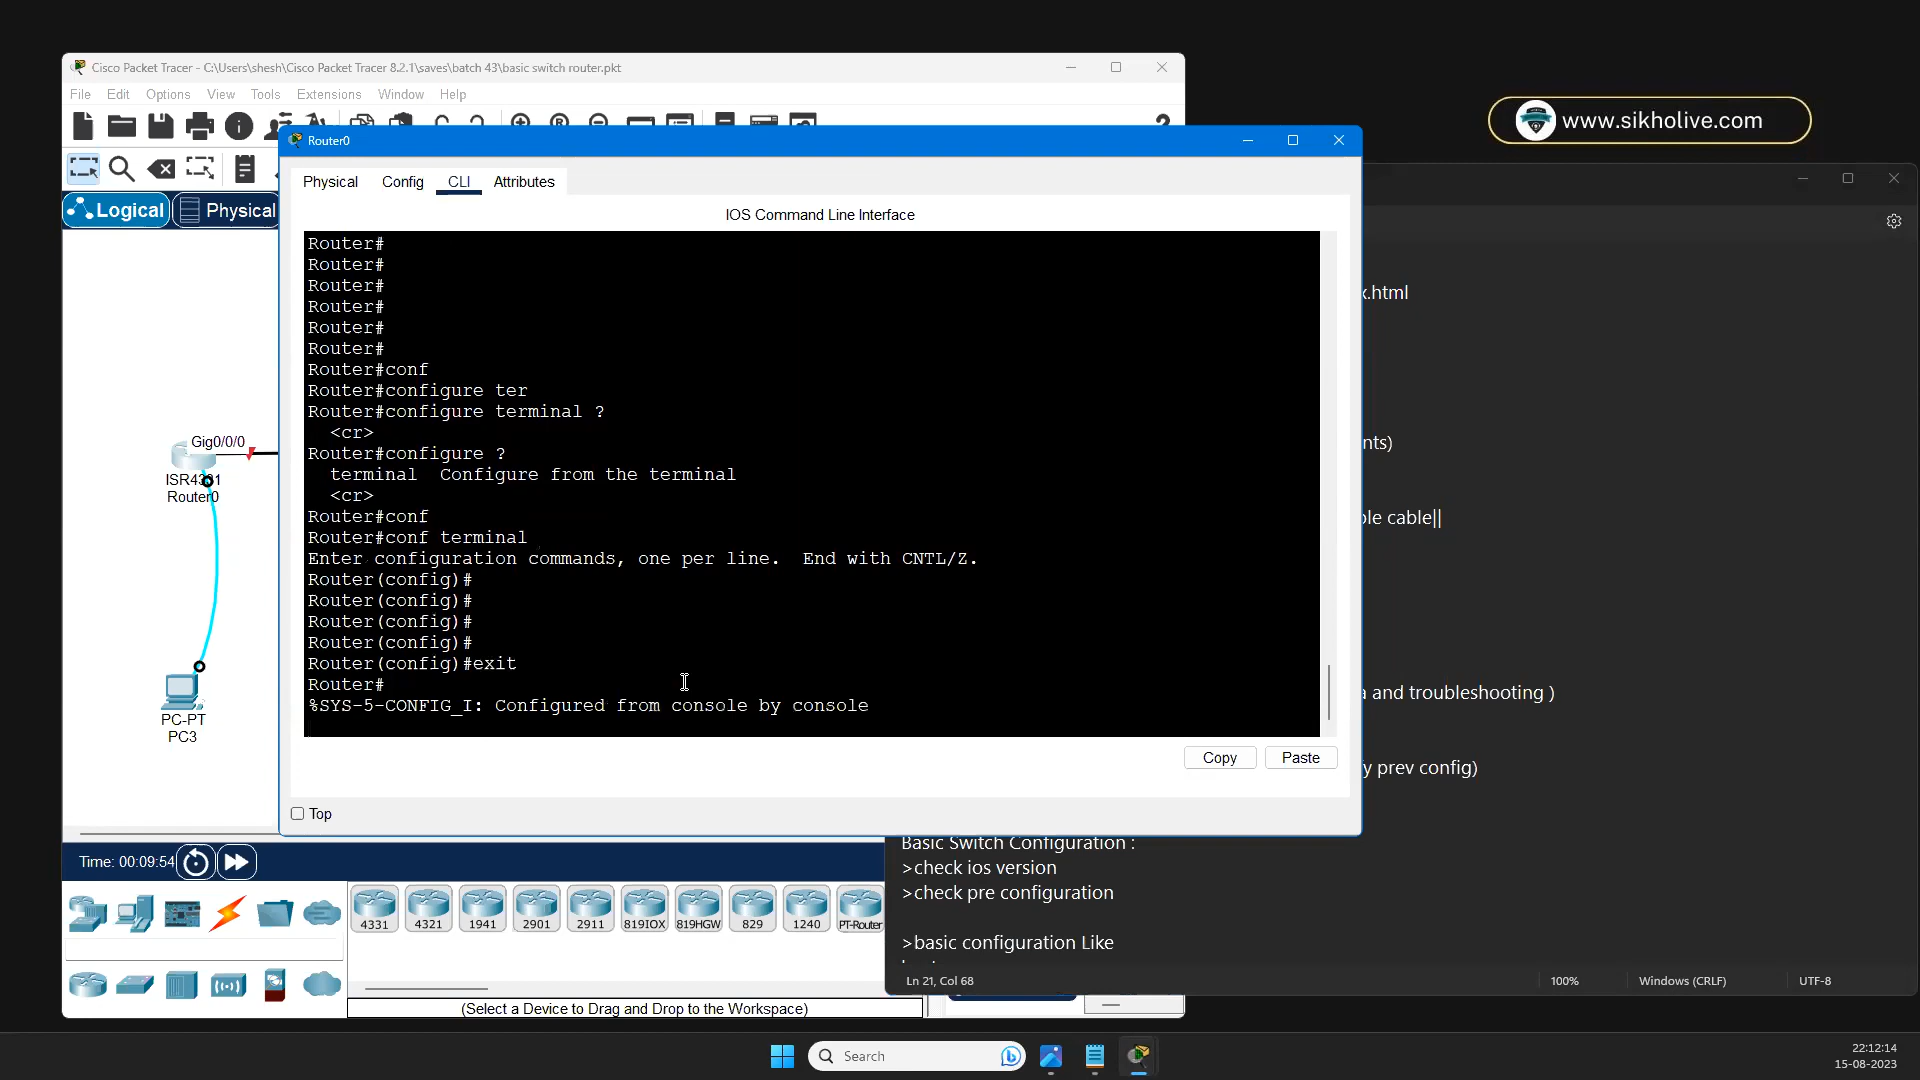 Cisco Packet Tracer - C:\Users\shesh\Cisco Packet Tracer 8.2.1\saves\batch 43\basic switch router.pkt
File Edit Options View Tools Extensions Window Help
www.sikholive.com
Router0
Physical Config CLI Attributes
Logical
Physical
IOS Command Line Interface
Router#
Router#
Router#
Router#
Router#
Router#
Router#conf
Router#configure ter
Router#configure terminal ?
<cr>
Router#configure ?
terminal Configure from the terminal
<cr>
Router#conf
Router#conf terminal
Enter configuration commands, one per line. End with CNTL/Z.
Router(config)#
Router(config)#
Router(config)#
Router(config)#
Router(config)#exit
Router#
%SYS-5-CONFIG_I: Configured from console by console
Copy
Paste
Top
Gig0/0/0
ISR4331
Router0
PC-PT
PC3
.html
nts)
ble cable||
and troubleshooting )
y prev config)
Basic Switch Configuration :
>check ios version
>check pre configuration
>basic configuration Like
Ln 21, Col 68
100%
Windows (CRLF)
UTF-8
Time: 00:09:54
4331 4321 1941 2901 2911 819IOX 819HGW 829 1240 PT-Router
(Select a Device to Drag and Drop to the Workspace)
Search
22:12:14
15-08-2023